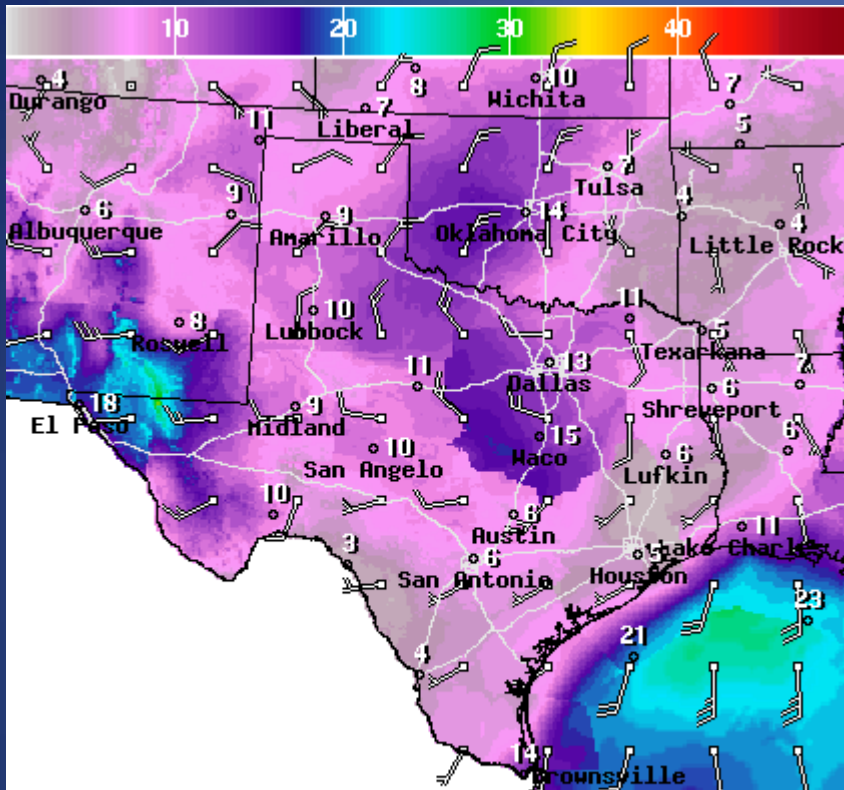 10 20 30 40
4 8 10 7
Durango Wichita
7
Liberal
11 5
7
Tulsa
6 9 9 14 4 4
Albuquerque Amarillo Oklahoma City Little Rock
8 10 11 5
Roswell Lubbock Texarkana
13
Dallas
11 6 7
Shreveport
18 9
El Paso Midland
10 15 6 6
San Angelo Waco Lufkin
10 6 11
Austin
Lake Charles
3 6 5
San Antonio Houston
23
21
4
14
Brownsville